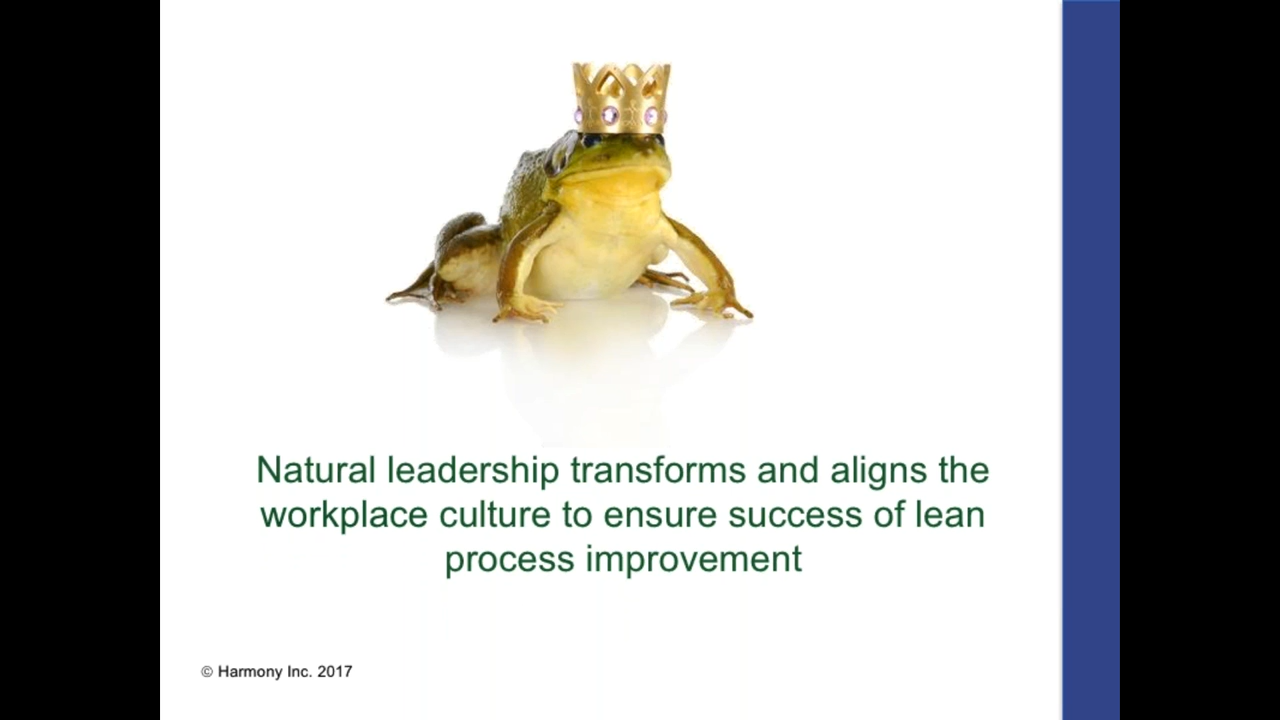 Natural leadership transforms and aligns the
workplace culture to ensure success of lean
process improvement
© Harmony Inc. 2017